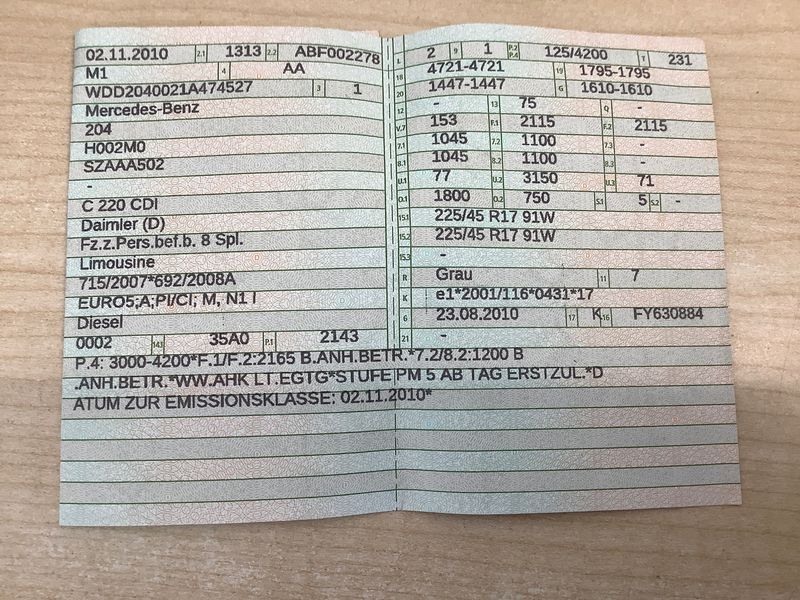 02.11.2010 2.1 1313 2.2 ABF002278
M1 4 AA
WDD2040021A474527 3 1
Mercedes-Benz
204
H002M0
SZAAA502
-
C 220 CDI
Daimler (D)
Fz.z.Pers.bef.b. 8 Spl.
Limousine
715/2007*692/2008A
EURO5;A;PI/CI; M, N1 I
Diesel
0002 14.1 35A0 P.1 2143
L 2 9 1 P.2 P.4 125/4200 T 231
18 4721-4721 19 1795-1795
20 1447-1447 G 1610-1610
12 - 13 75 Q -
V.7 153 F.1 2115 F.2 2115
7.1 1045 7.2 1100 7.3 -
8.1 1045 8.2 1100 8.3 -
U.1 77 U.2 3150 U.3 71
O.1 1800 O.2 750 S.1 5 S.2 -
15.1 225/45 R17 91W
15.2 225/45 R17 91W
15.3 -
R Grau 11 7
K e1*2001/116*0431*17
6 23.08.2010 17 K 16 FY630884
21 -
P.4: 3000-4200*F.1/F.2:2165 B.ANH.BETR.*7.2/8.2:1200 B
.ANH.BETR.*WW.AHK LT.EGTG*STUFE PM 5 AB TAG ERSTZUL.*D
ATUM ZUR EMISSIONSKLASSE: 02.11.2010*